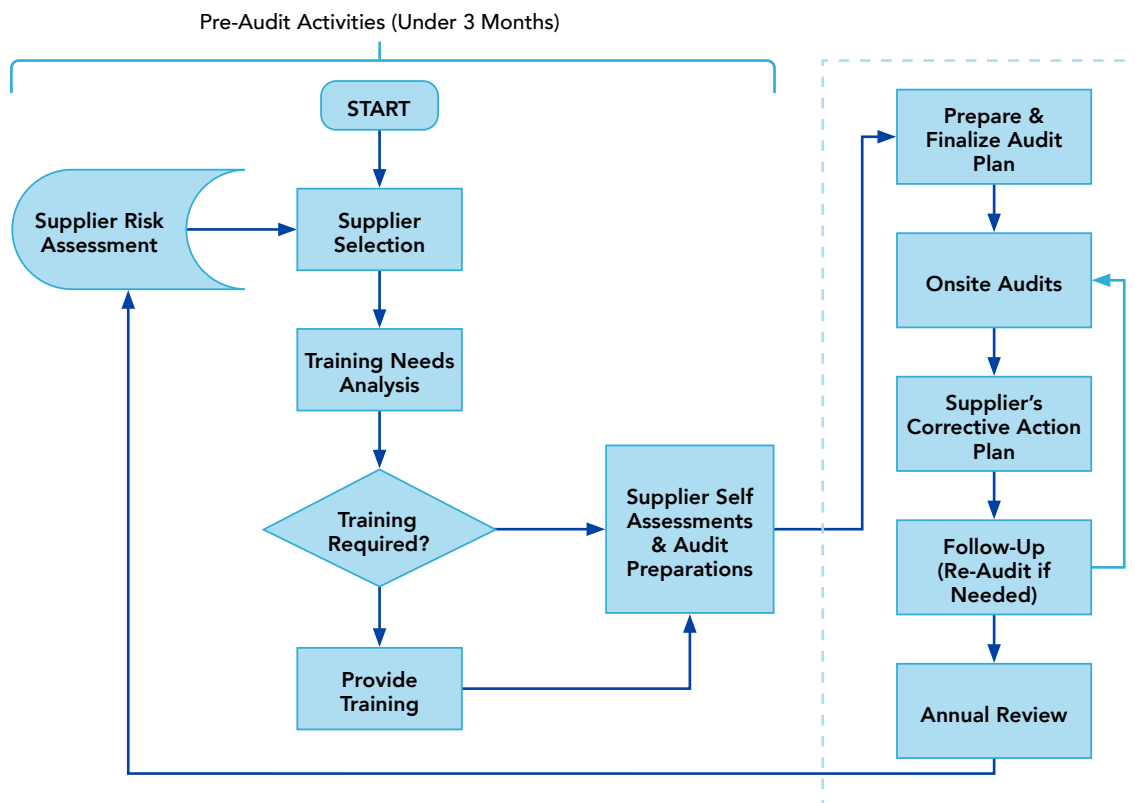 Pre-Audit Activities (Under 3 Months)
START
Supplier Risk
Assessment
Supplier
Selection
Training Needs
Analysis
Training
Required?
Provide
Training
Supplier Self
Assessments
& Audit
Preparations
Prepare &
Finalize Audit
Plan
Onsite Audits
Supplier’s
Corrective Action
Plan
Follow-Up
(Re-Audit if
Needed)
Annual Review